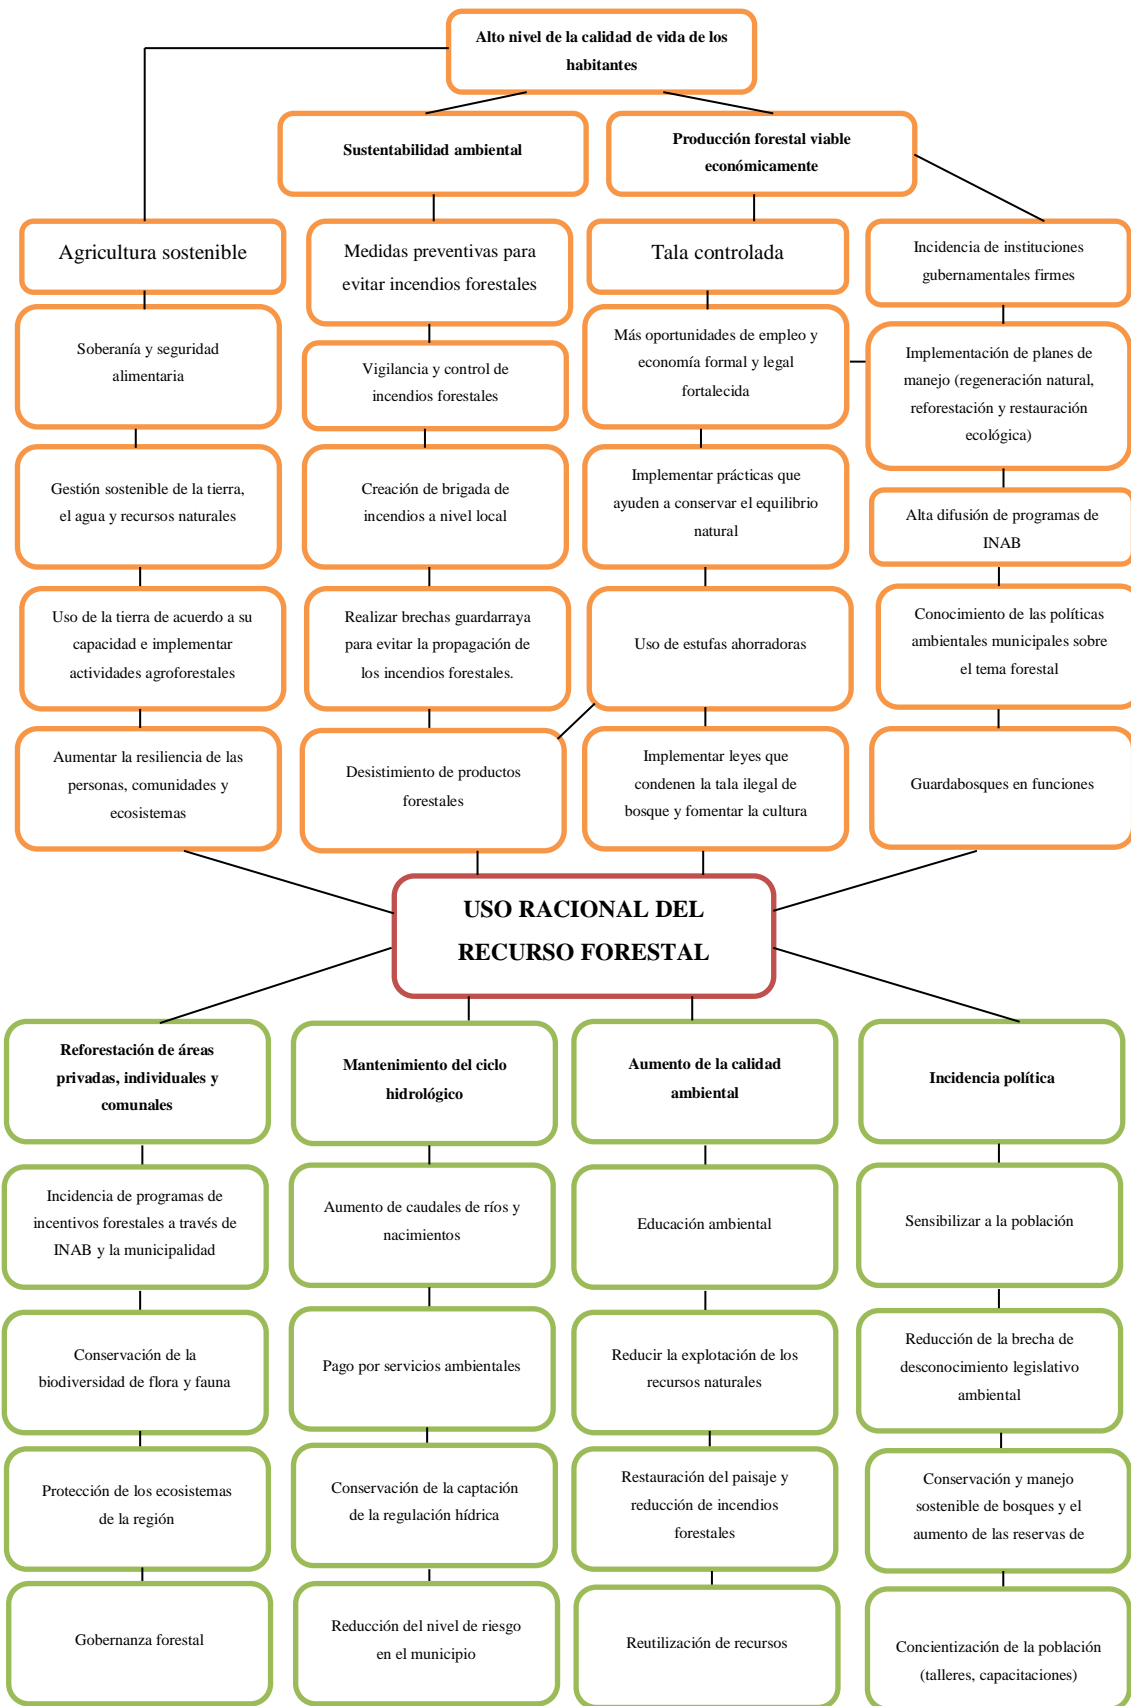 Alto nivel de la calidad de vida de los
habitantes
Sustentabilidad ambiental
Producción forestal viable
económicamente
Agricultura sostenible
Medidas preventivas para
evitar incendios forestales
Tala controlada
Incidencia de instituciones
gubernamentales firmes
Soberanía y seguridad
alimentaria
Vigilancia y control de
incendios forestales
Más oportunidades de empleo y
economía formal y legal
fortalecida
Implementación de planes de
manejo (regeneración natural,
reforestación y restauración
ecológica)
Gestión sostenible de la tierra,
el agua y recursos naturales
Creación de brigada de
incendios a nivel local
Implementar prácticas que
ayuden a conservar el equilibrio
natural
Alta difusión de programas de
INAB
Uso de la tierra de acuerdo a su
capacidad e implementar
actividades agroforestales
Realizar brechas guardarraya
para evitar la propagación de
los incendios forestales.
Uso de estufas ahorradoras
Conocimiento de las políticas
ambientales municipales sobre
el tema forestal
Aumentar la resiliencia de las
personas, comunidades y
ecosistemas
Desistimiento de productos
forestales
Implementar leyes que
condenen la tala ilegal de
bosque y fomentar la cultura
Guardabosques en funciones
USO RACIONAL DEL
RECURSO FORESTAL
Reforestación de áreas
privadas, individuales y
comunales
Mantenimiento del ciclo
hidrológico
Aumento de la calidad
ambiental
Incidencia política
Incidencia de programas de
incentivos forestales a través de
INAB y la municipalidad
Aumento de caudales de ríos y
nacimientos
Educación ambiental
Sensibilizar a la población
Conservación de la
biodiversidad de flora y fauna
Pago por servicios ambientales
Reducir la explotación de los
recursos naturales
Reducción de la brecha de
desconocimiento legislativo
ambiental
Protección de los ecosistemas
de la región
Conservación de la captación
de la regulación hídrica
Restauración del paisaje y
reducción de incendios
forestales
Conservación y manejo
sostenible de bosques y el
aumento de las reservas de
Gobernanza forestal
Reducción del nivel de riesgo
en el municipio
Reutilización de recursos
Concientización de la población
(talleres, capacitaciones)